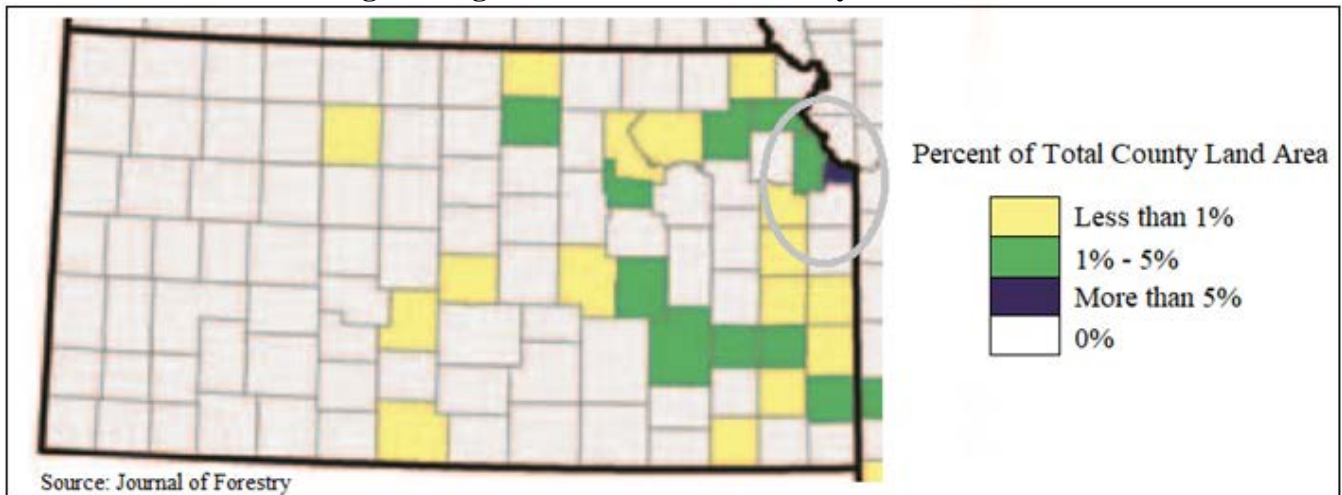 Percent of Total County Land Area
Less than 1%
1% - 5%
More than 5%
0%
Source: Journal of Forestry